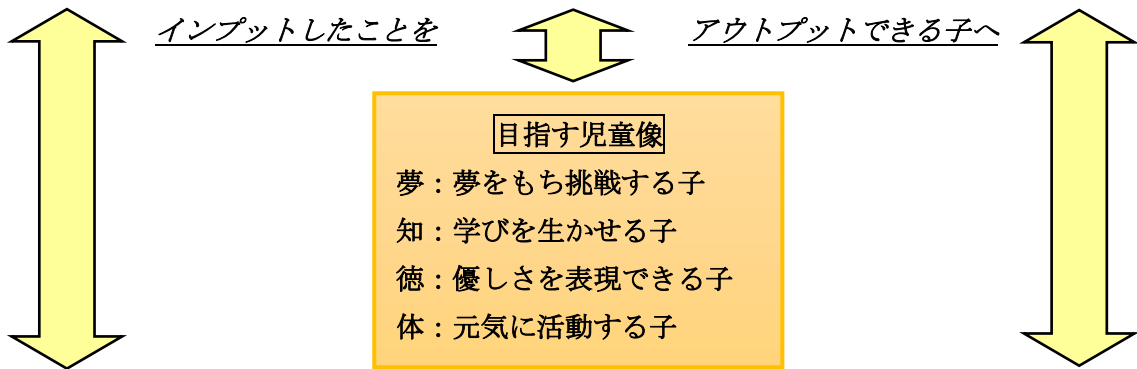 インプットしたことを
アウトプットできる子へ
目指す児童像
夢：夢をもち挑戦する子
知：学びを生かせる子
徳：優しさを表現できる子
体：元気に活動する子